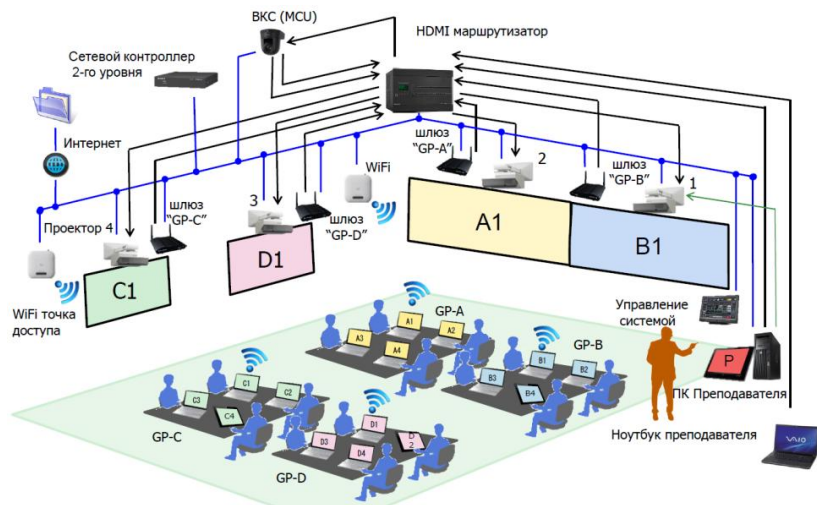 ВКС (MCU)
HDMI маршрутизатор
Сетевой контроллер
2-го уровня
Интернет
шлюз
"GP-A"
2
шлюз
"GP-B"
1
WiFi
3
шлюз
"GP-D"
Проектор 4
шлюз
"GP-C"
WiFi точка
доступа
C1
D1
A1
B1
Управление
системой
P
ПК Преподавателя
Ноутбук преподавателя
VAIO
GP-A
A1
A2
A3
A4
GP-B
B1
B2
B3
B4
GP-C
C1
C2
C3
C4
GP-D
D1
D
2
D3
D4